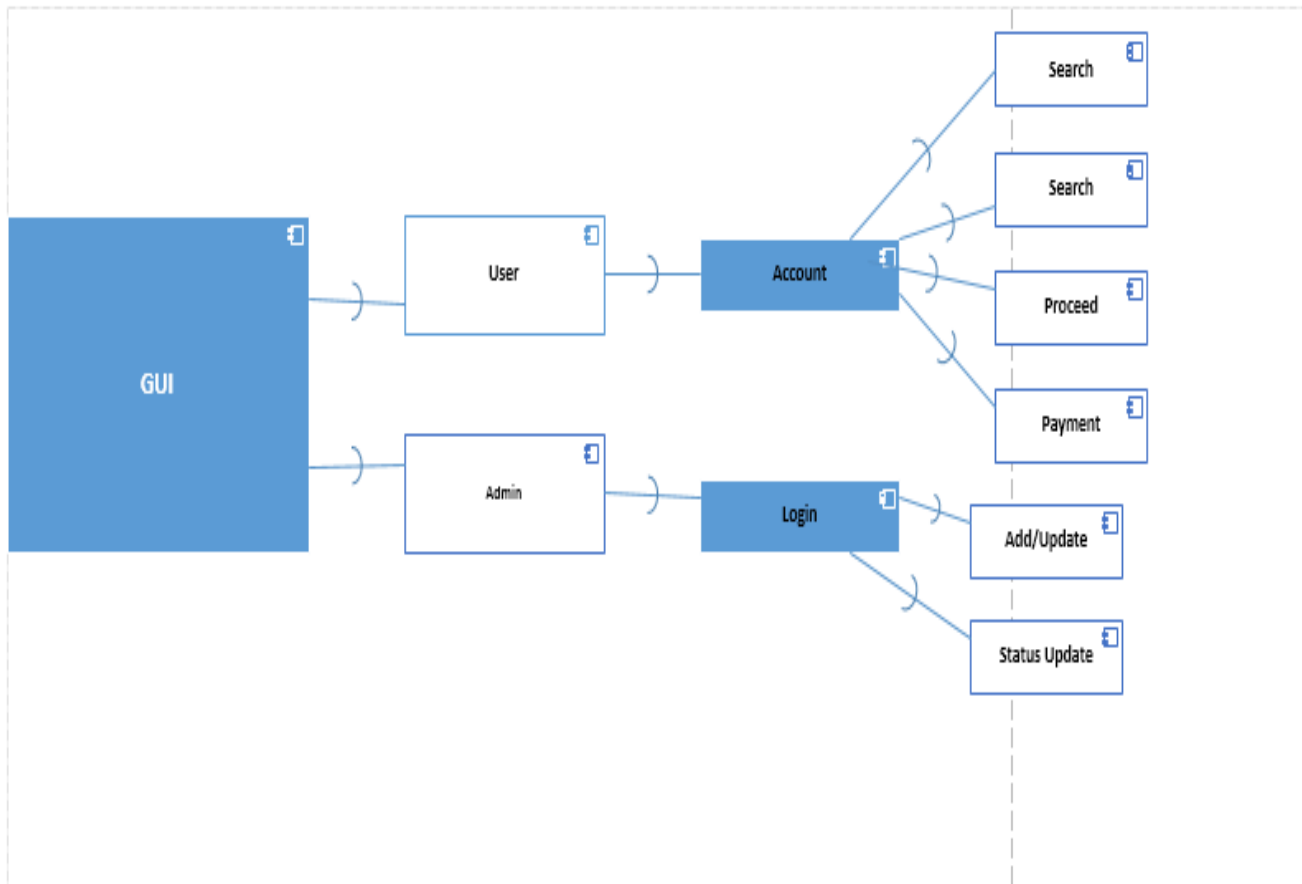 Search
Search
User
Account
Proceed
GUI
Payment
Admin
Login
Add/Update
Status Update